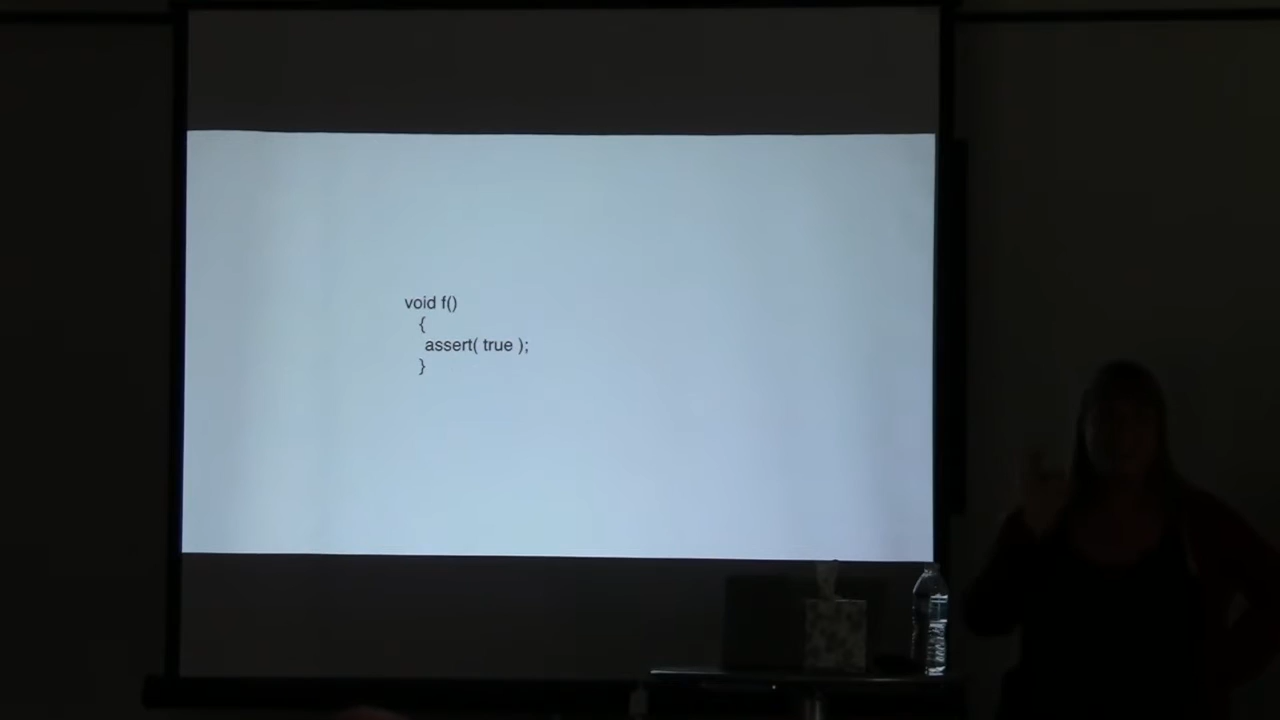 void f()
{
assert( true );
}